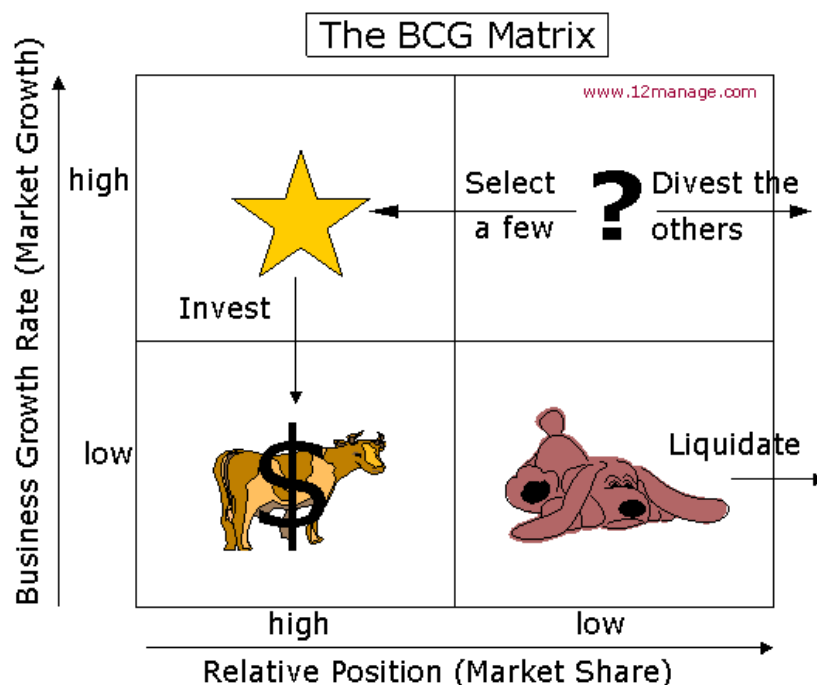 The BCG Matrix
www.12manage.com
Business Growth Rate (Market Growth)
high
Select
a few
?
Divest the
others
Invest
low
$
Liquidate
high
low
Relative Position (Market Share)